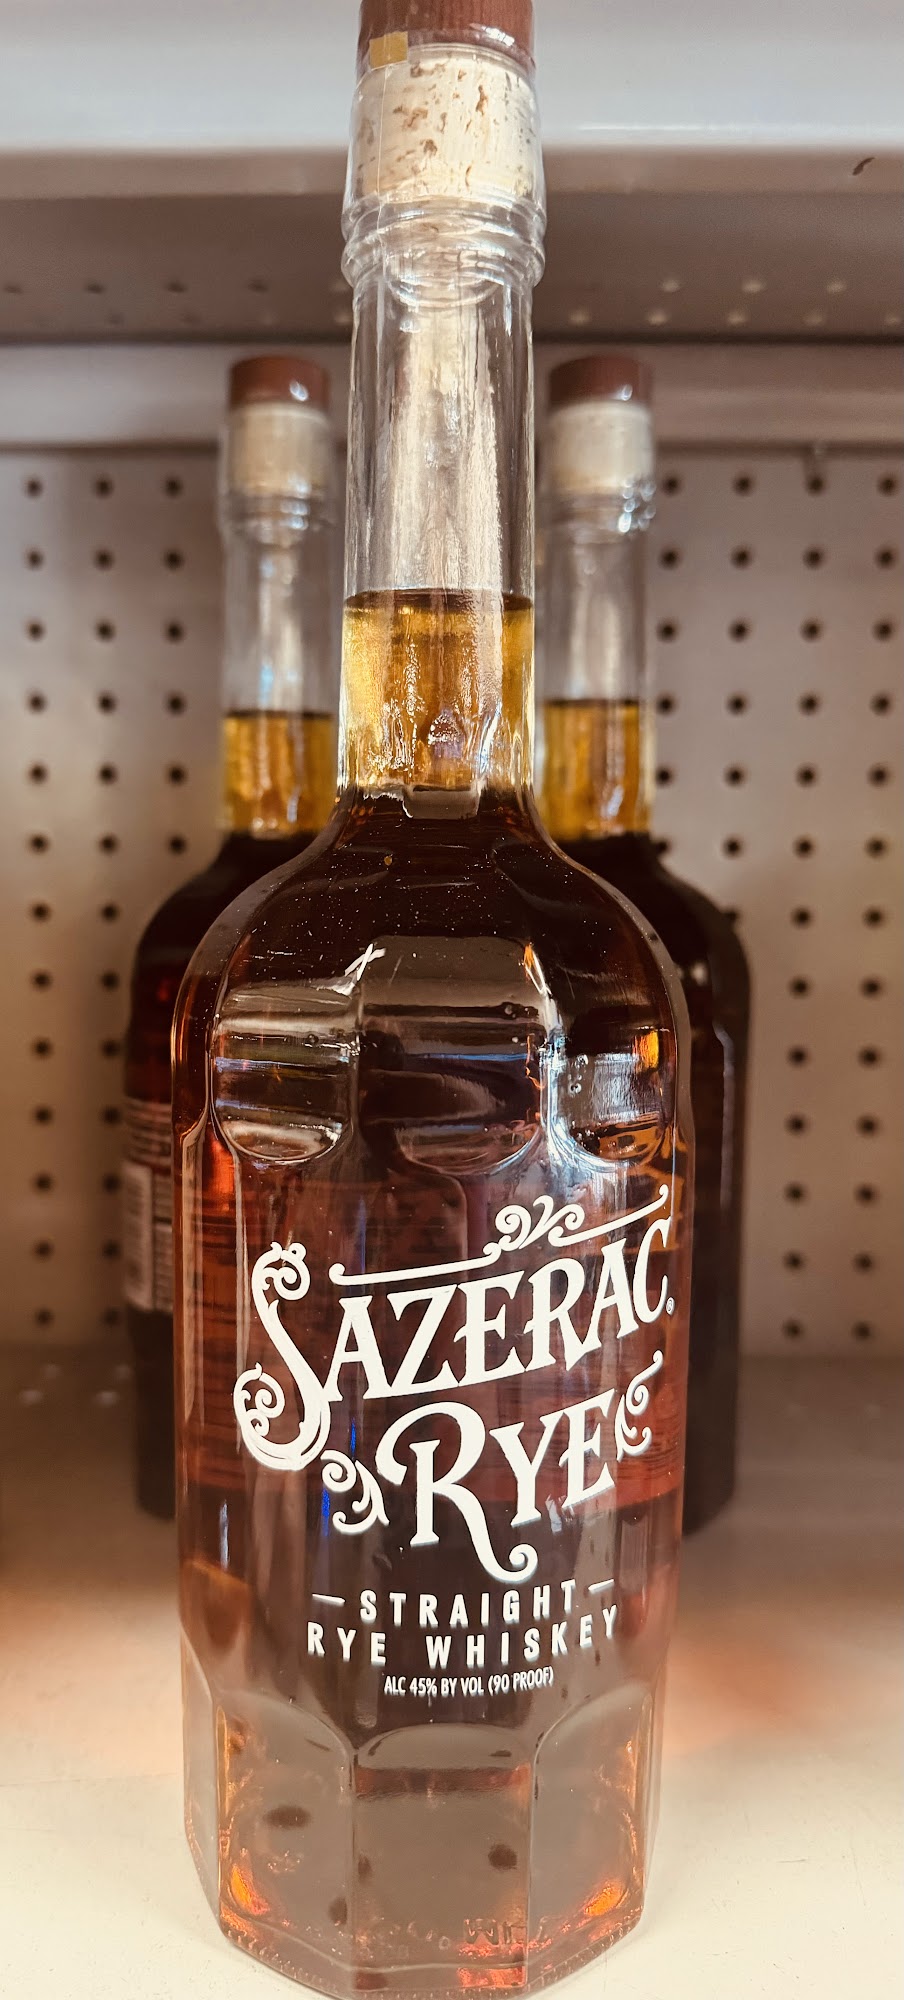 SAZERAC®
RYE
STRAIGHT
RYE WHISKEY
ALC 45% BY VOL (90 PROOF)